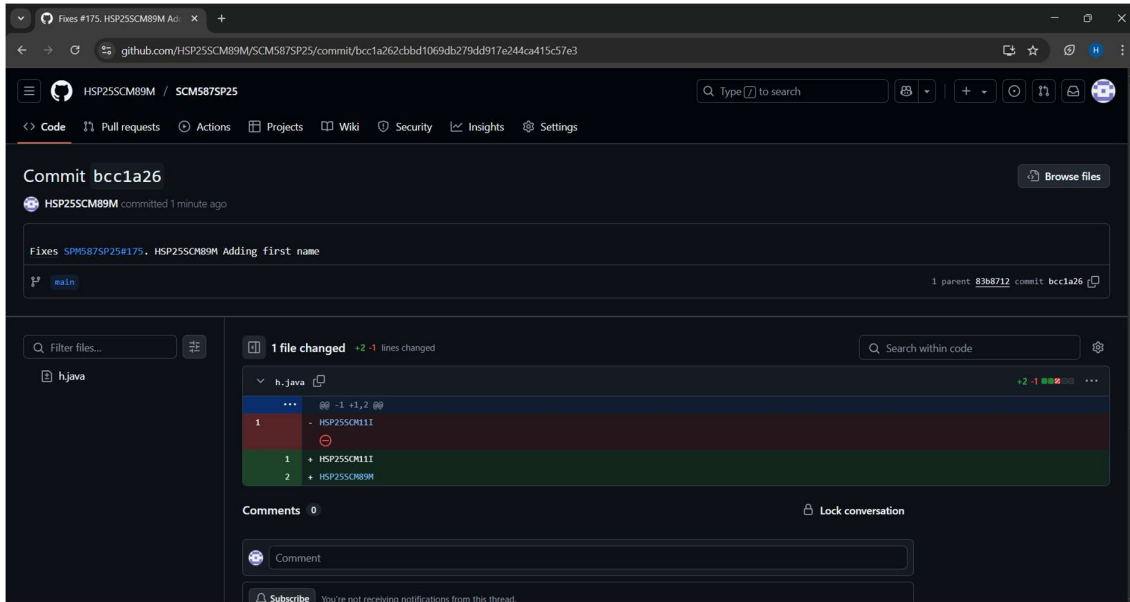 Fixes #175. HSP25SCM89M Ad
github.com/HSP25SCM89M/SCM587SP25/commit/bcc1a262cbbd1069db279dd917e244ca415c57e3
H
HSP25SCM89M / SCM587SP25
Type / to search
<> Code Pull requests Actions Projects Wiki Security Insights Settings
Commit bcc1a26
Browse files
HSP25SCM89M committed 1 minute ago
Fixes SPM587SP25#175. HSP25SCM89M Adding first name
main
1 parent 83b8712 commit bcc1a26
Filter files...
1 file changed +2 -1 lines changed
Search within code
h.java
h.java
+2 -1
@@ -1 +1,2 @@
1 - HSP25SCM11I
1 + HSP25SCM11I
2 + HSP25SCM89M
Comments 0
Lock conversation
Comment
Subscribe You're not receiving notifications from this thread.